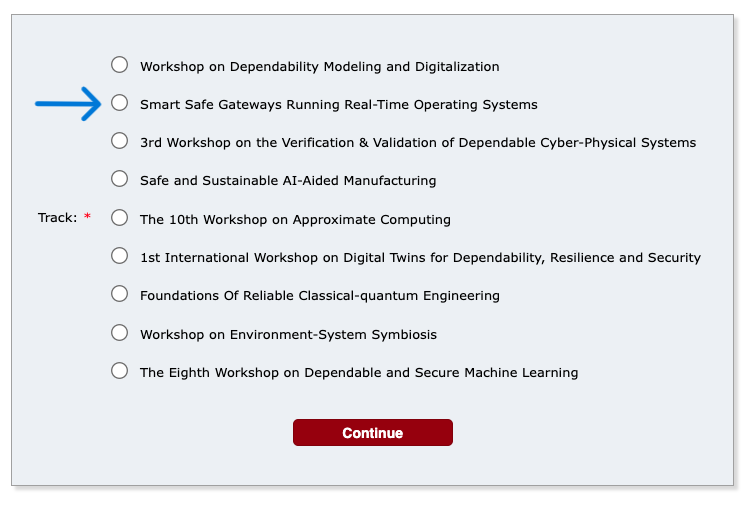 Workshop on Dependability Modeling and Digitalization
Smart Safe Gateways Running Real-Time Operating Systems
3rd Workshop on the Verification & Validation of Dependable Cyber-Physical Systems
Safe and Sustainable AI-Aided Manufacturing
Track: * The 10th Workshop on Approximate Computing
1st International Workshop on Digital Twins for Dependability, Resilience and Security
Foundations Of Reliable Classical-quantum Engineering
Workshop on Environment-System Symbiosis
The Eighth Workshop on Dependable and Secure Machine Learning
Continue